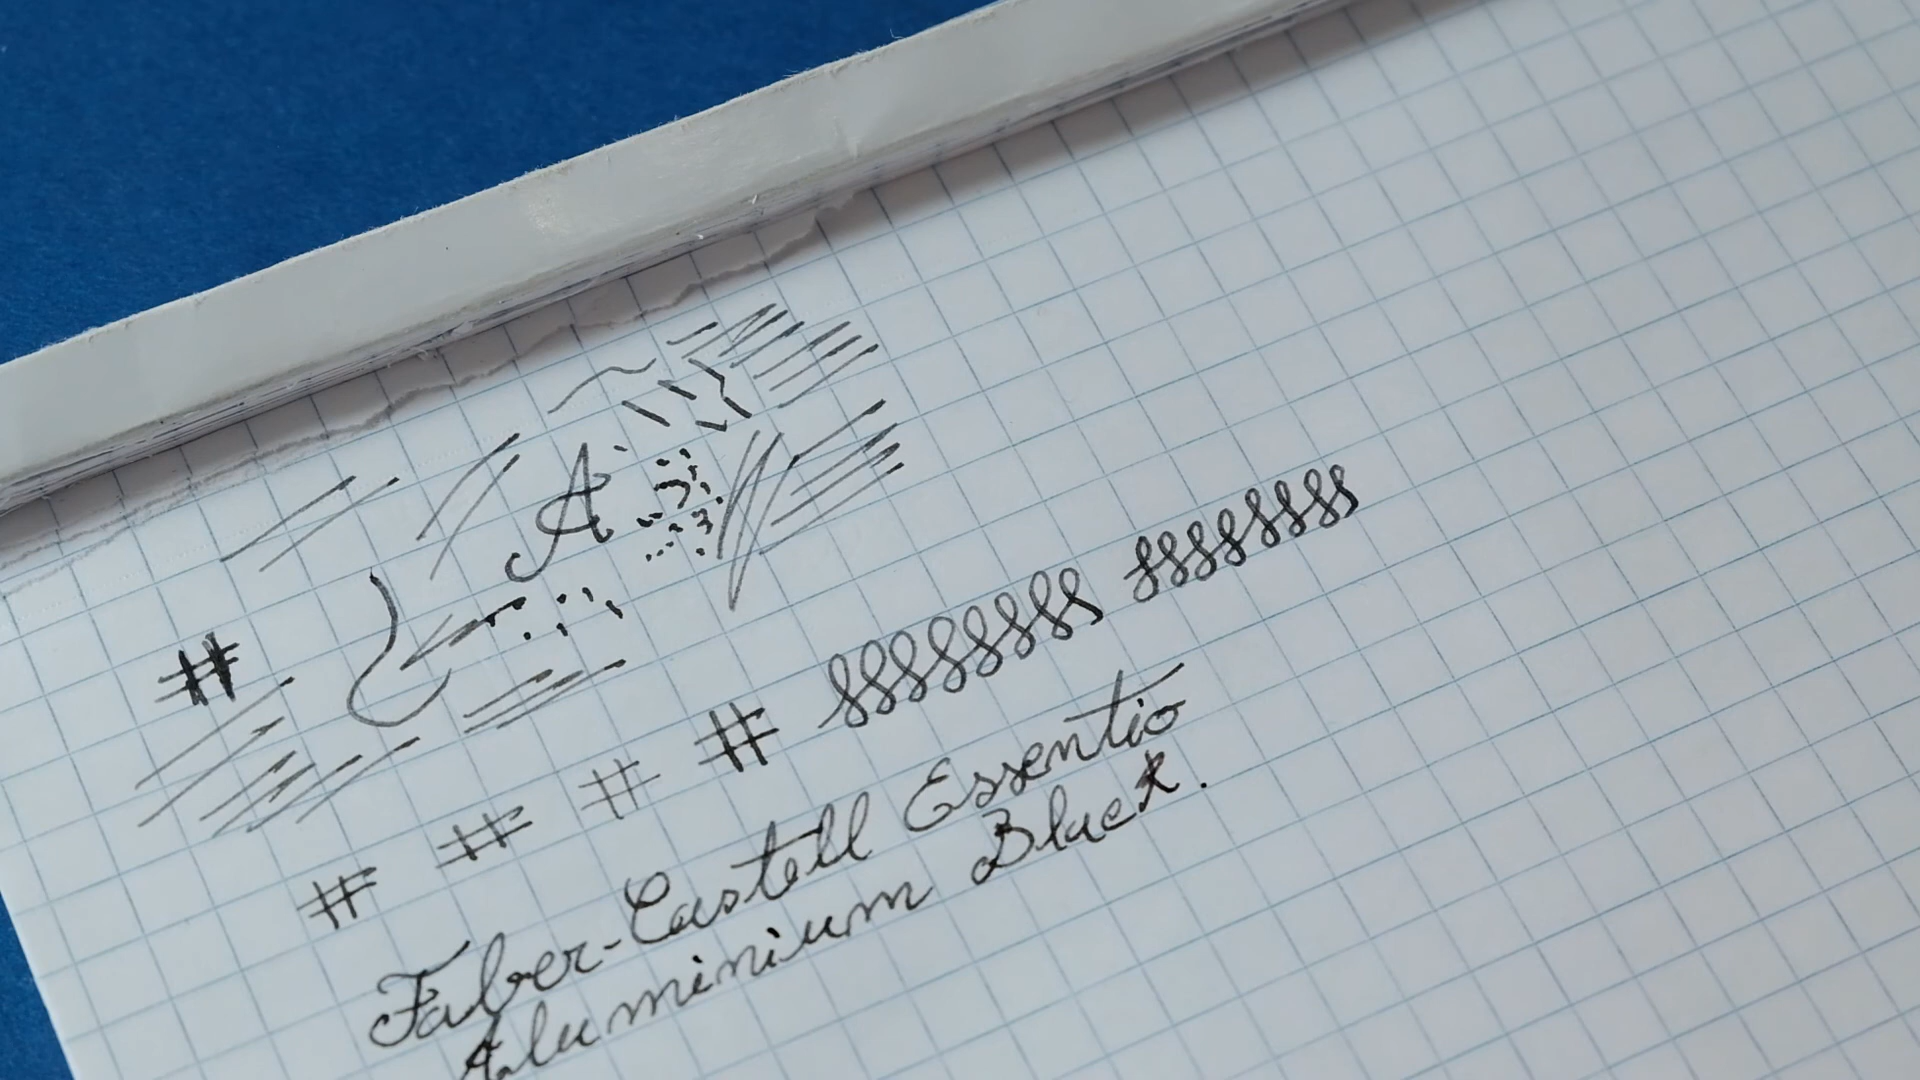 A
# # # # #
Faber-Castell Essentio
Aluminium Black.